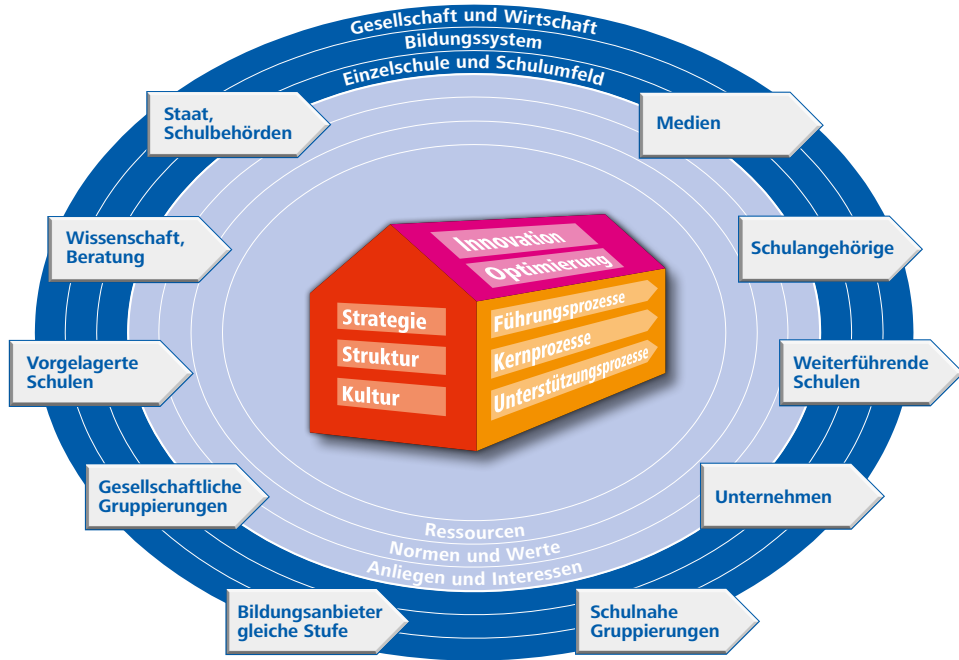 Gesellschaft und Wirtschaft
Bildungssystem
Einzelschule und Schulumfeld
Staat,
Schulbehörden
Medien
Wissenschaft,
Beratung
Schulangehörige
Innovation
Optimierung
Strategie
Struktur
Kultur
Führungsprozesse
Kernprozesse
Unterstützungsprozesse
Vorgelagerte
Schulen
Weiterführende
Schulen
Gesellschaftliche
Gruppierungen
Unternehmen
Ressourcen
Normen und Werte
Anliegen und Interessen
Bildungsanbieter
gleiche Stufe
Schulnahe
Gruppierungen